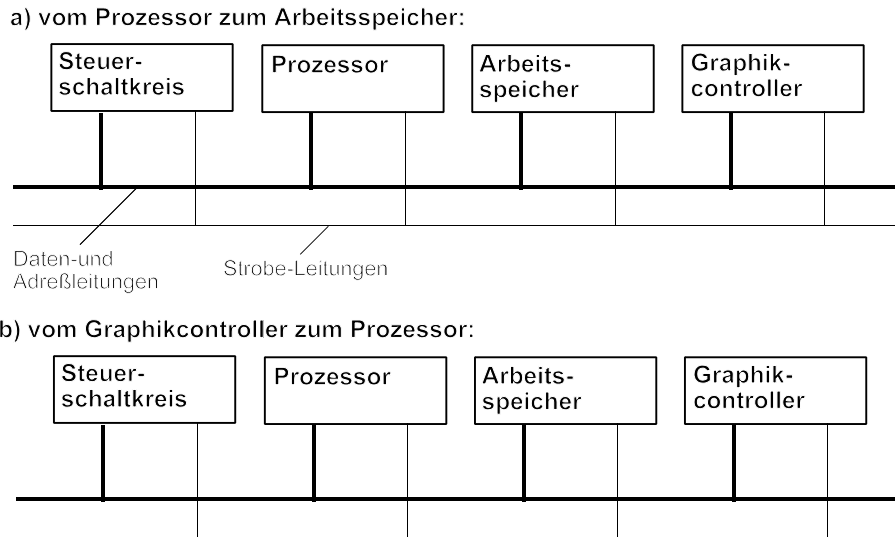 a) vom Prozessor zum Arbeitsspeicher:
Steuer-
schaltkreis
Prozessor
Arbeits-
speicher
Graphik-
controller
Daten-und
Adreßleitungen
Strobe-Leitungen
b) vom Graphikcontroller zum Prozessor:
Steuer-
schaltkreis
Prozessor
Arbeits-
speicher
Graphik-
controller